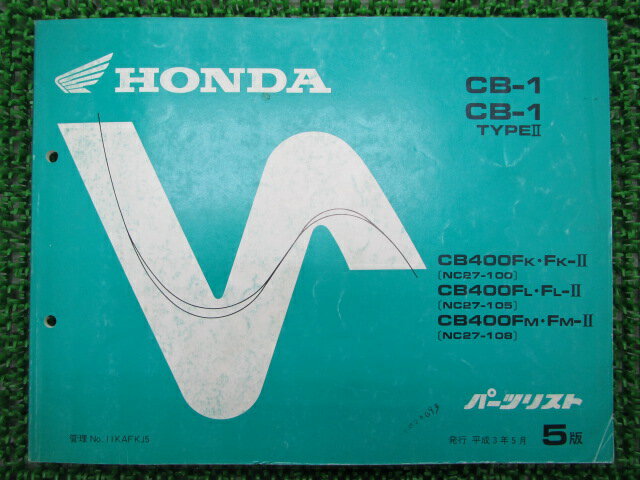 HONDA
CB-1
CB-1
TYPEⅡ
CB400FK・FK-Ⅱ
(NC27-100)
CB400FL・FL-Ⅱ
(NC27-105)
CB400FM・FM-Ⅱ
(NC27-108)
パーツリスト
管理 No.11KAFKJ5
発行 平成3年5月 5版